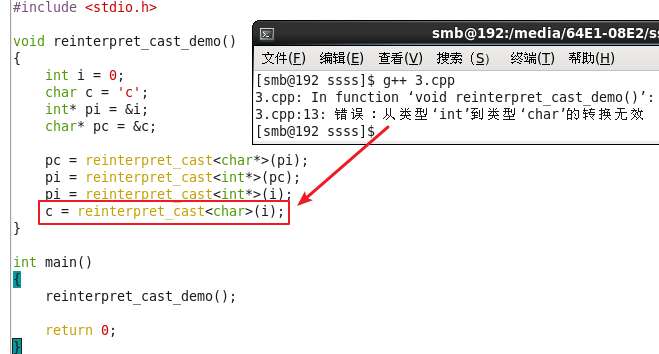 #include <stdio.h>
void reinterpret_cast_demo()
{
    int i = 0;
    char c = 'c';
    int* pi = &i;
    char* pc = &c;
    pc = reinterpret_cast<char*>(pi);
    pi = reinterpret_cast<int*>(pc);
    pi = reinterpret_cast<int*>(i);
    c = reinterpret_cast<char>(i);
}
int main()
{
    reinterpret_cast_demo();
    return 0;
}
smb@192:/media/64E1-08E2/ss
文件(F) 编辑(E) 查看(V) 搜索（S） 终端(T) 帮助(H)
[smb@192 ssss]$ g++ 3.cpp
3.cpp: In function ‘void reinterpret_cast_demo()’:
3.cpp:13: 错误：从类型‘int’到类型‘char’的转换无效
[smb@192 ssss]$